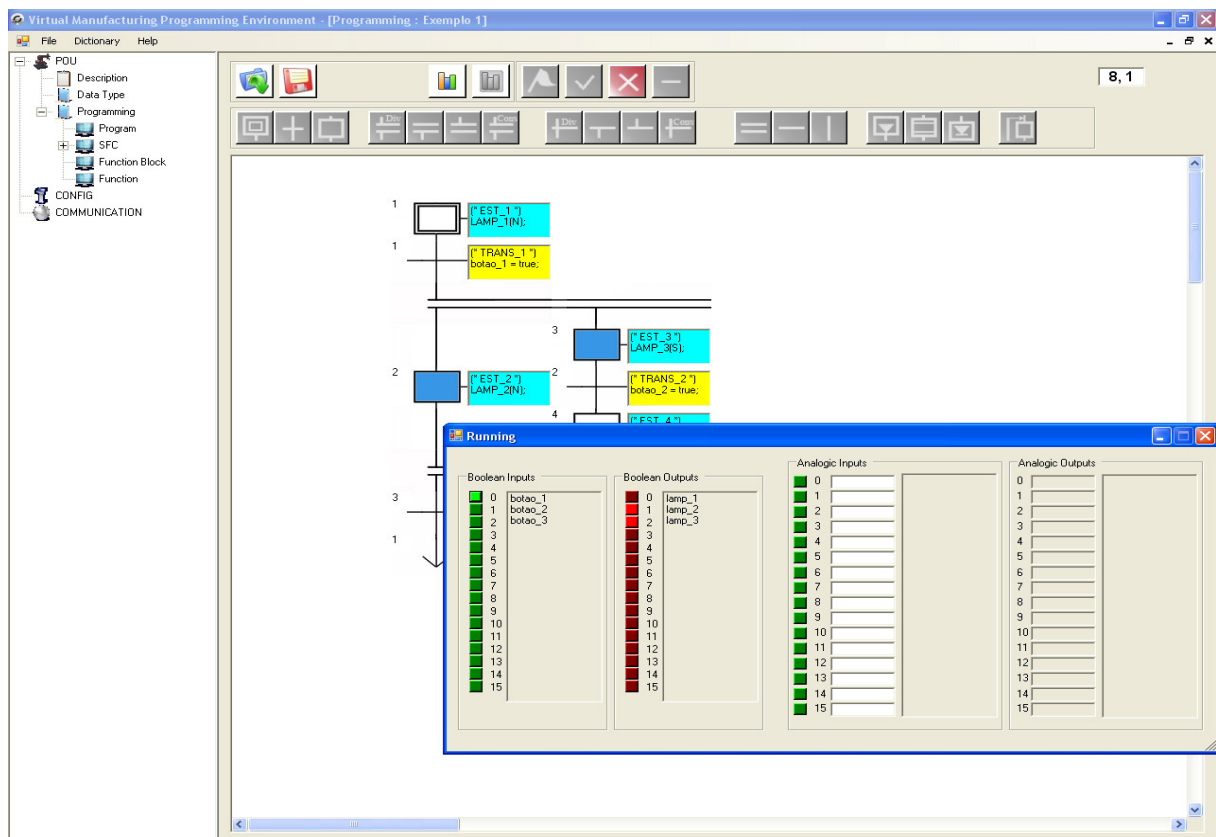 Virtual Manufacturing Programming Environment - [Programming : Exemplo 1]
File Dictionary Help
POU
Description
Data Type
Programming
Program
SFC
Function Block
Function
CONFIG
COMMUNICATION
8, 1
Div
Conv
Div
Conv
1
(* EST_1 *)
LAMP_1(N);
1
(* TRANS_1 *)
botao_1 = true;
3
(* EST_3 *)
LAMP_3(S);
2
(* EST_2 *)
LAMP_2(N);
2
(* TRANS_2 *)
botao_2 = true;
4
(* EST_4 *)
3
1
Running
Boolean Inputs
0 botao_1
1 botao_2
2 botao_3
3
4
5
6
7
8
9
10
11
12
13
14
15
Boolean Outputs
0 lamp_1
1 lamp_2
2 lamp_3
3
4
5
6
7
8
9
10
11
12
13
14
15
Analogic Inputs
0
1
2
3
4
5
6
7
8
9
10
11
12
13
14
15
Analogic Outputs
0
1
2
3
4
5
6
7
8
9
10
11
12
13
14
15